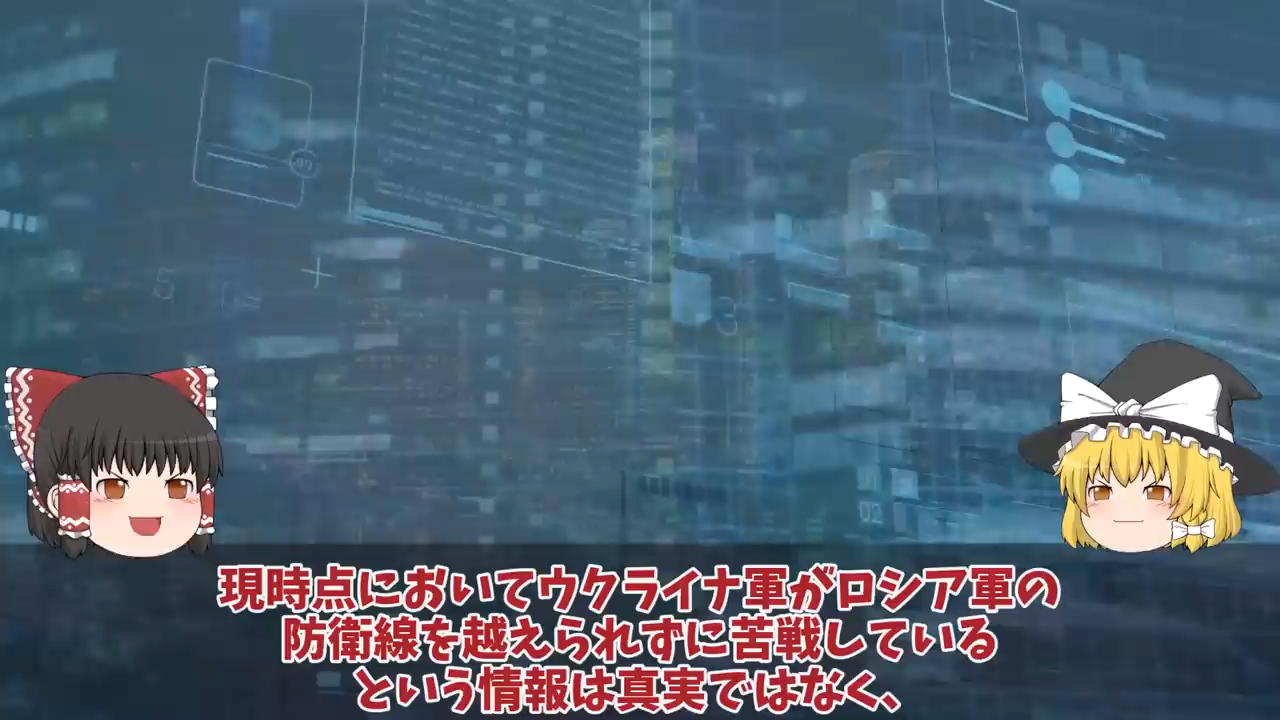 現時点においてウクライナ軍がロシア軍の
防衛線を越えられずに苦戦している
という情報は真実ではなく、